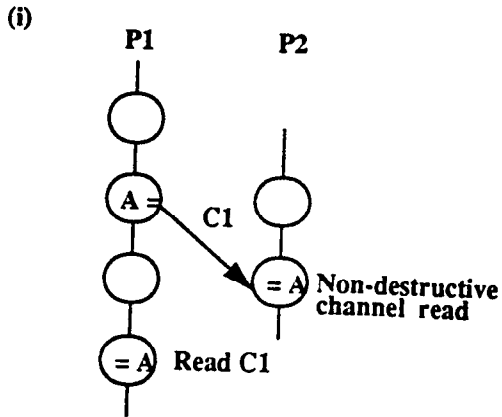 (i)
P1
P2
A =
C1
= A
Non-destructive
channel read
= A
Read C1